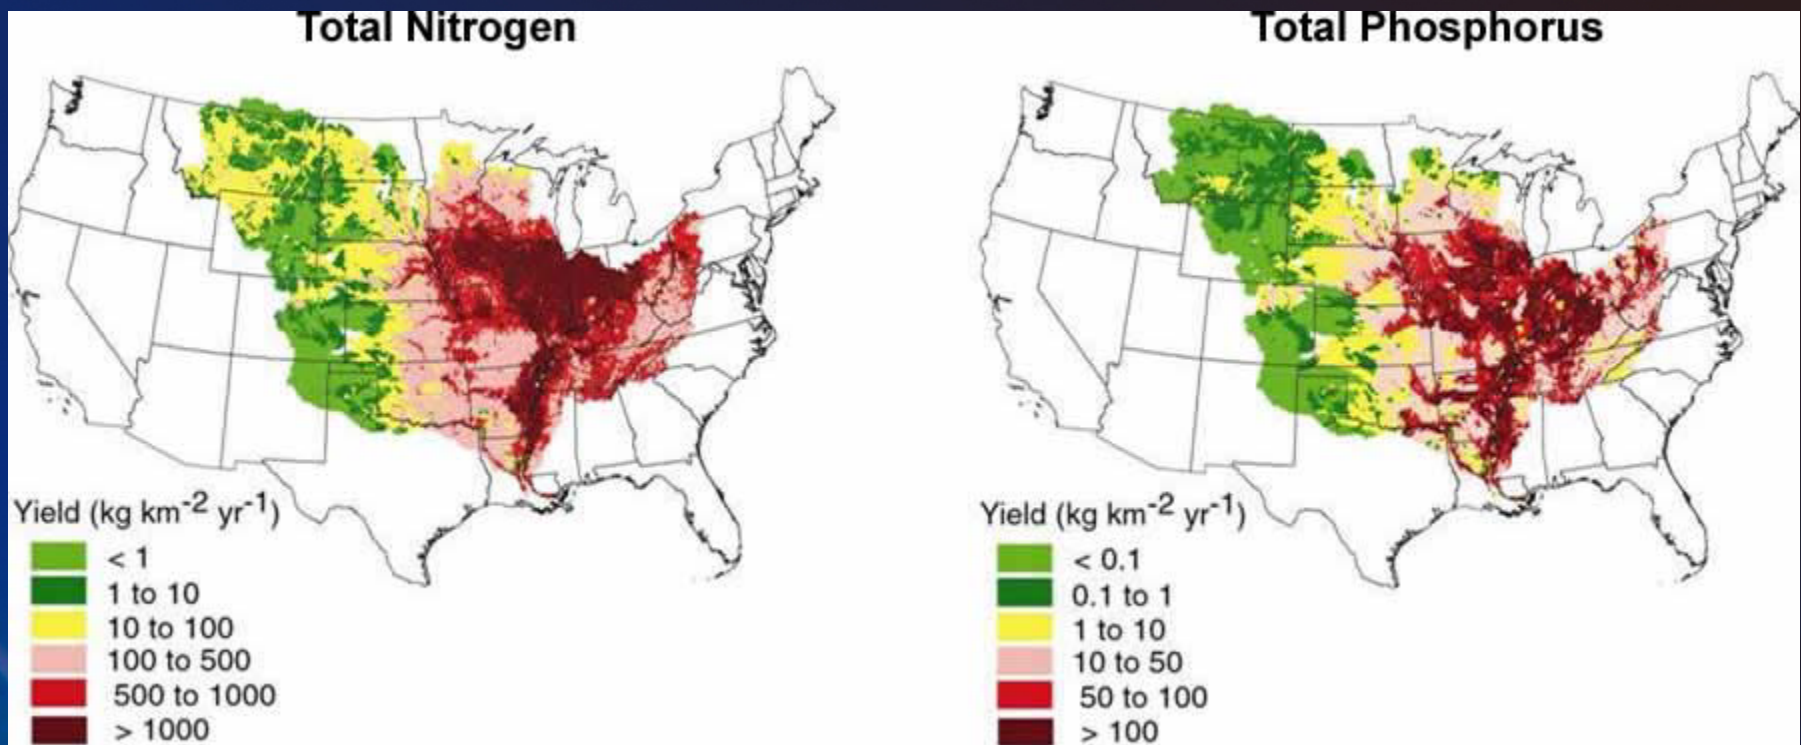 Total Nitrogen
Yield (kg km⁻² yr⁻¹)
< 1
1 to 10
10 to 100
100 to 500
500 to 1000
> 1000
Total Phosphorus
Yield (kg km⁻² yr⁻¹)
< 0.1
0.1 to 1
1 to 10
10 to 50
50 to 100
> 100